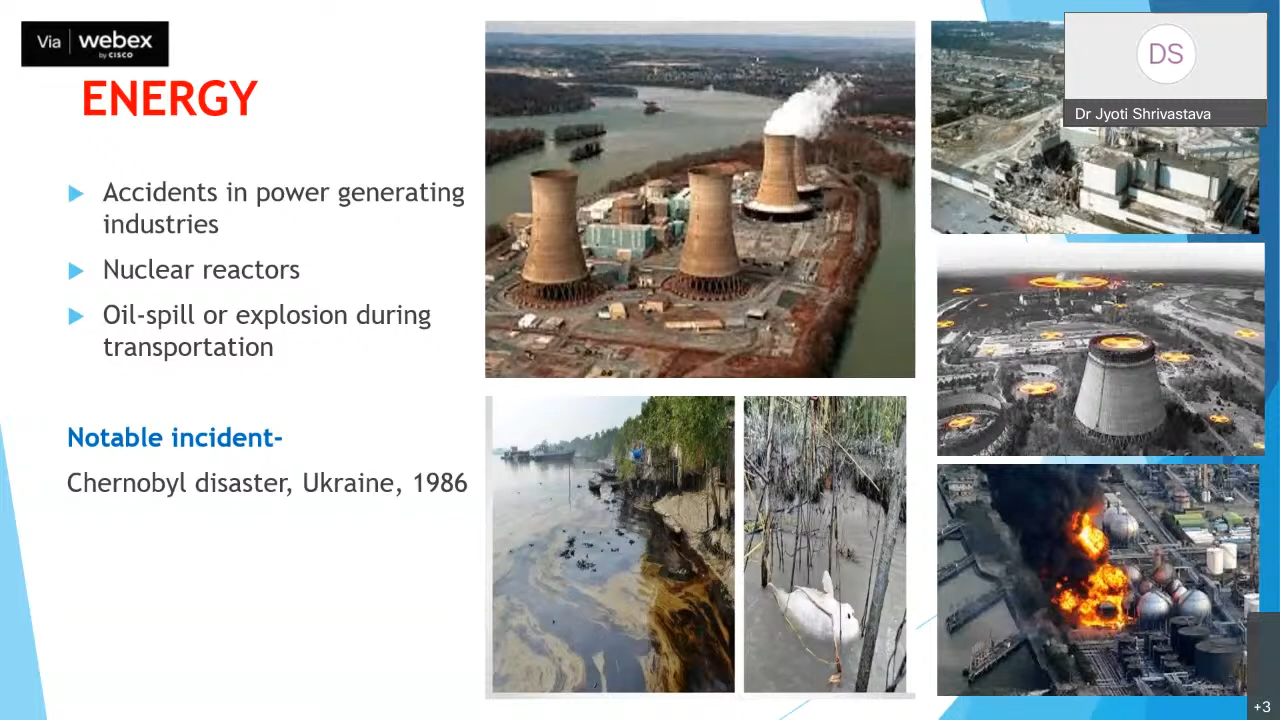 Via webex
by CISCO
ENERGY
Accidents in power generating
industries
Nuclear reactors
Oil-spill or explosion during
transportation
Notable incident-
Chernobyl disaster, Ukraine, 1986
DS
Dr Jyoti Shrivastava
+3